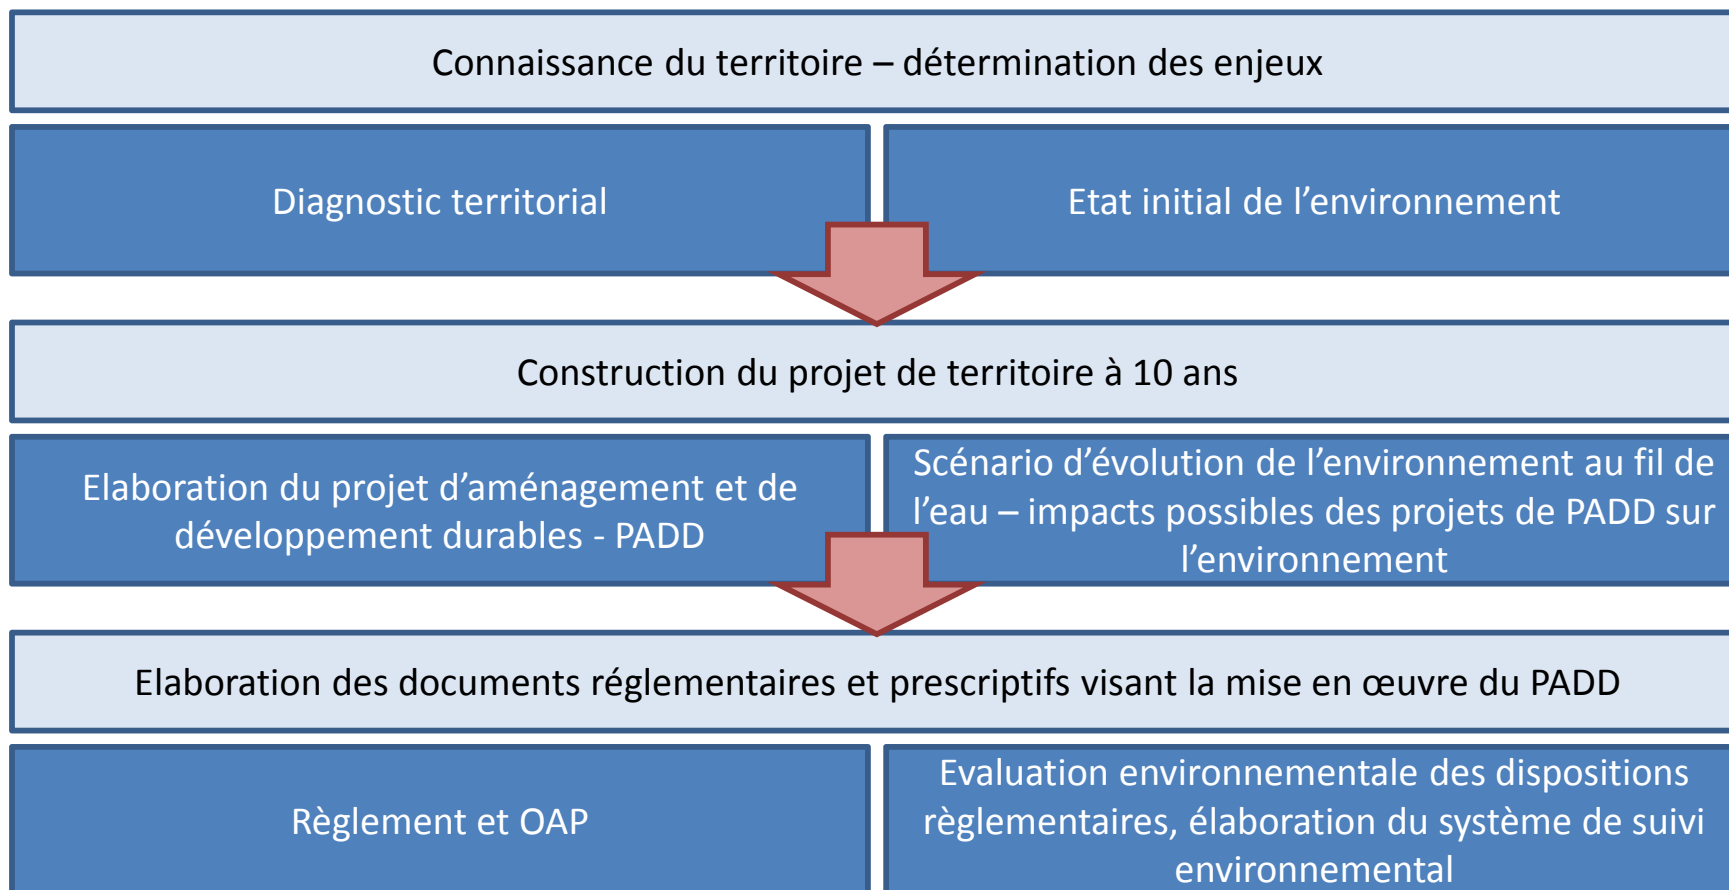 Connaissance du territoire – détermination des enjeux
Diagnostic territorial
Etat initial de l’environnement
Construction du projet de territoire à 10 ans
Elaboration du projet d’aménagement et de
développement durables - PADD
Scénario d’évolution de l’environnement au fil de
l’eau – impacts possibles des projets de PADD sur
l’environnement
Elaboration des documents réglementaires et prescriptifs visant la mise en œuvre du PADD
Règlement et OAP
Evaluation environnementale des dispositions
règlementaires, élaboration du système de suivi
environnemental